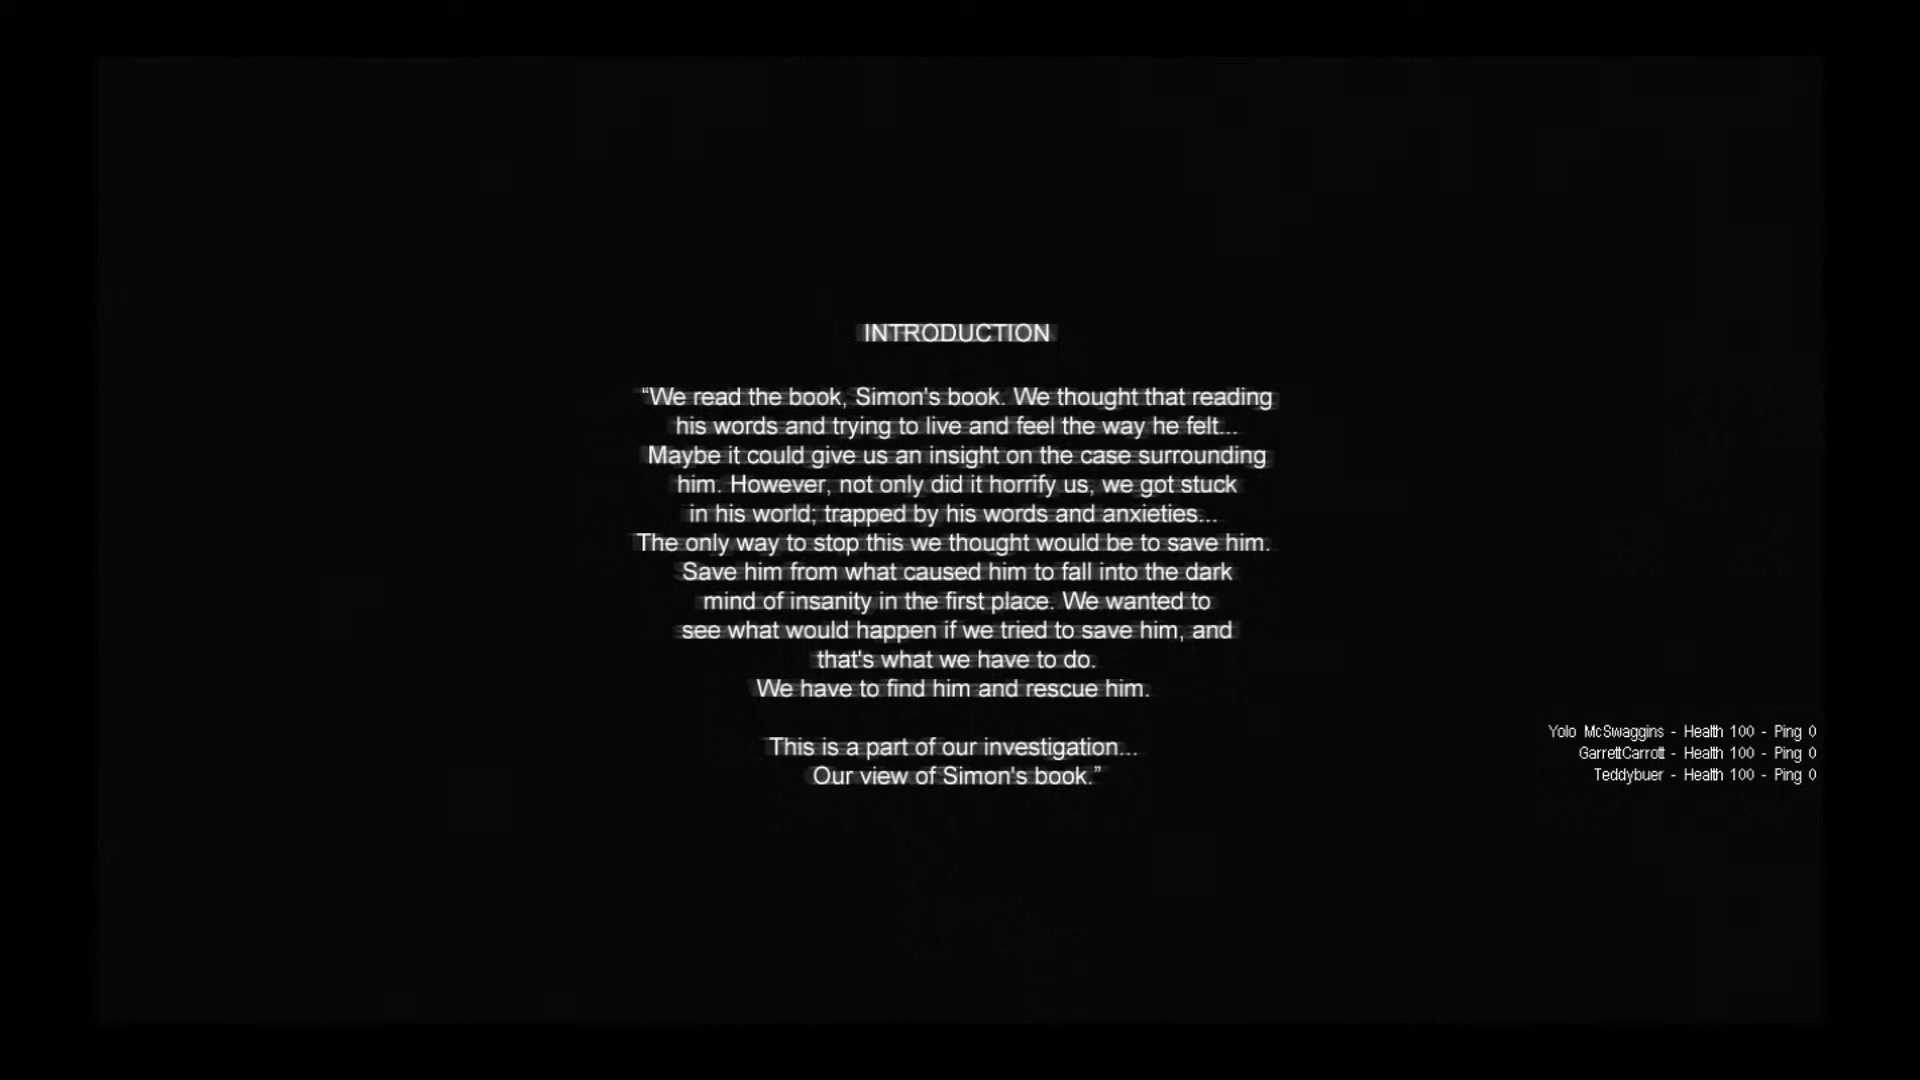 INTRODUCTION
“We read the book, Simon's book. We thought that reading
his words and trying to live and feel the way he felt...
Maybe it could give us an insight on the case surrounding
him. However, not only did it horrify us, we got stuck
in his world; trapped by his words and anxieties...
The only way to stop this we thought would be to save him.
Save him from what caused him to fall into the dark
mind of insanity in the first place. We wanted to
see what would happen if we tried to save him, and
that's what we have to do.
We have to find him and rescue him.
This is a part of our investigation...
Our view of Simon's book.”
Yolo McSwaggins - Health 100 - Ping 0
GarrettCarrott - Health 100 - Ping 0
Teddybuer - Health 100 - Ping 0